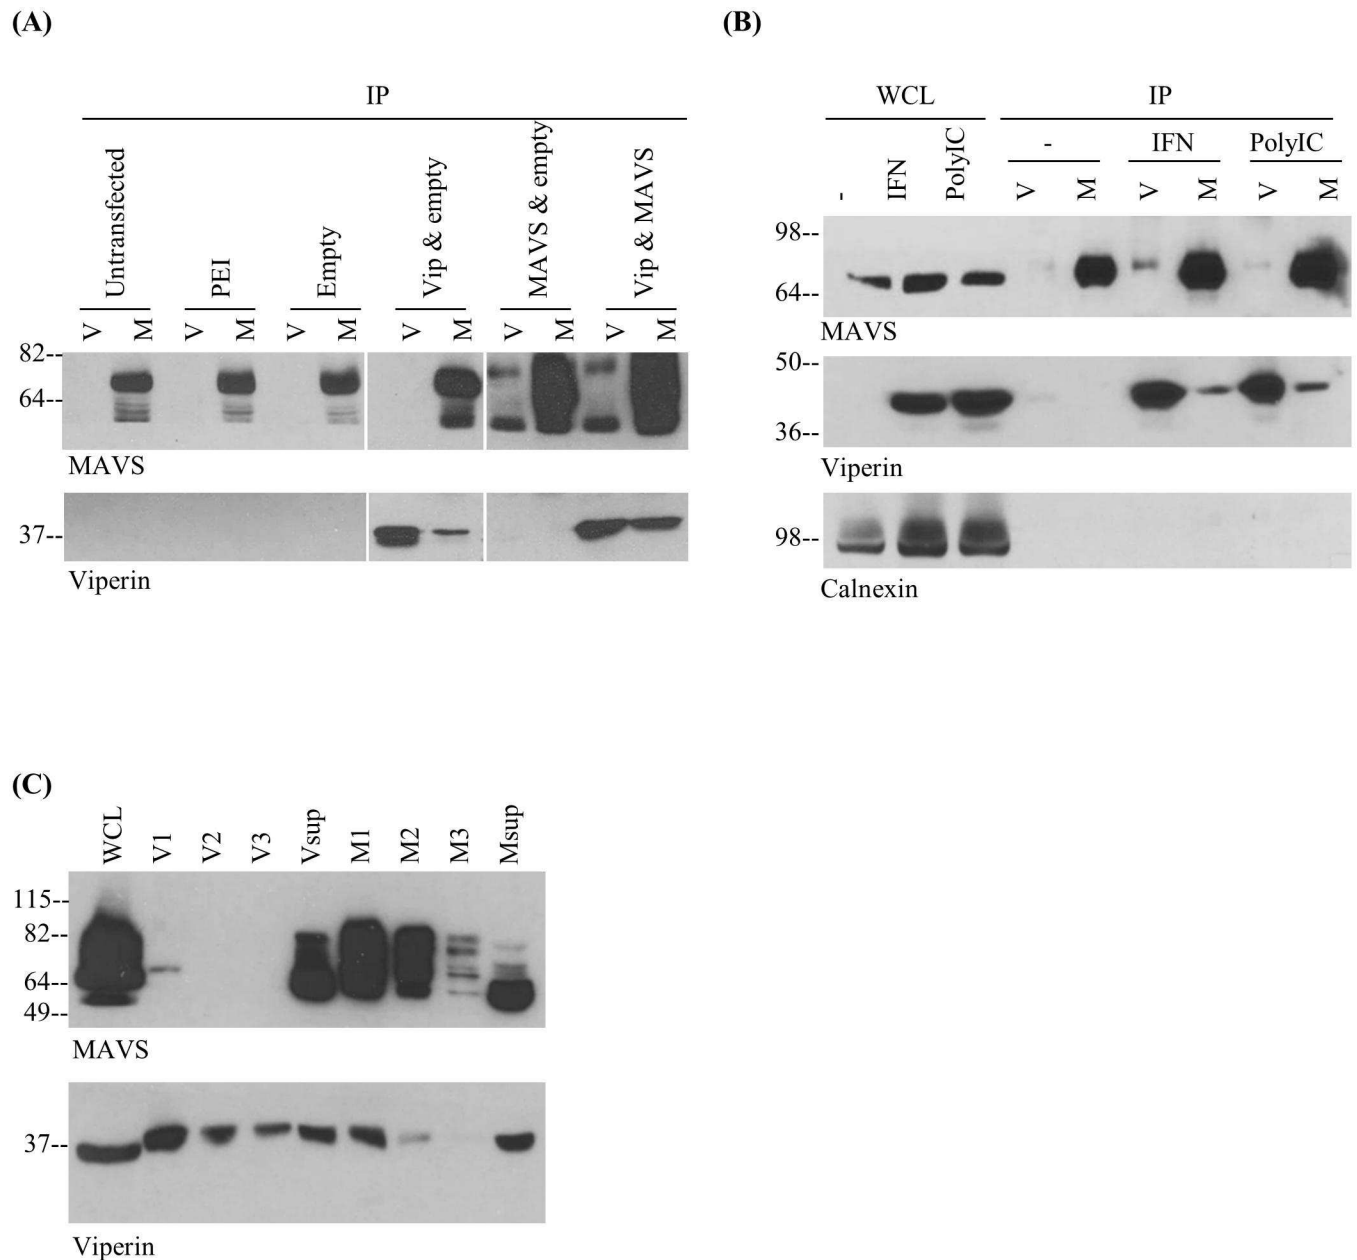 (A)
IP
Untransfected PEI Empty Vip & empty MAVS & empty Vip & MAVS
V M V M V M V M V M V M
82--
64--
MAVS
37--
Viperin
(B)
WCL IP
- IFN PolyIC - IFN PolyIC
V M V M V M
98--
64--
MAVS
50--
36--
Viperin
98--
Calnexin
(C)
WCL V1 V2 V3 Vsup M1 M2 M3 Msup
115--
82--
64--
49--
MAVS
37--
Viperin